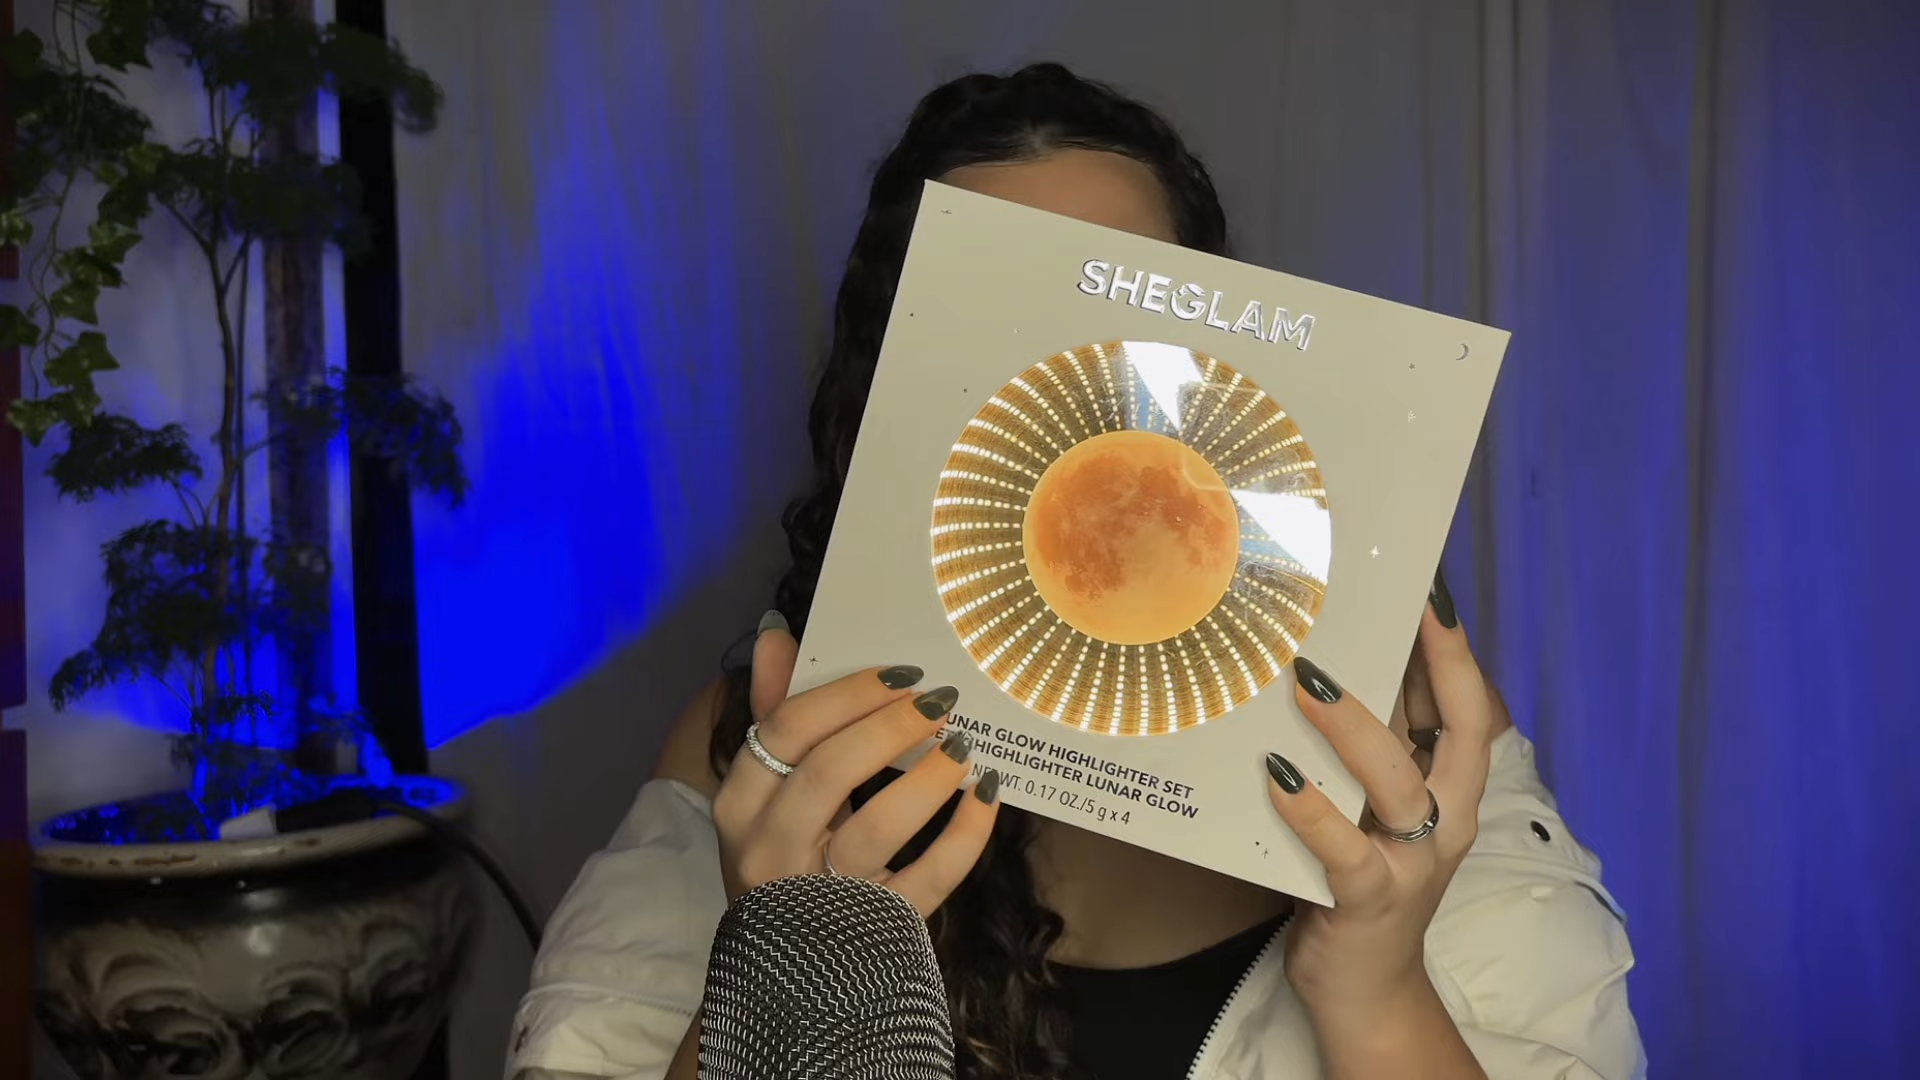 SHEGLAM
UNAR GLOW HIGHLIGHTER SET
HIGHLIGHTER LUNAR GLOW
WT. 0.17 OZ./5 g x 4